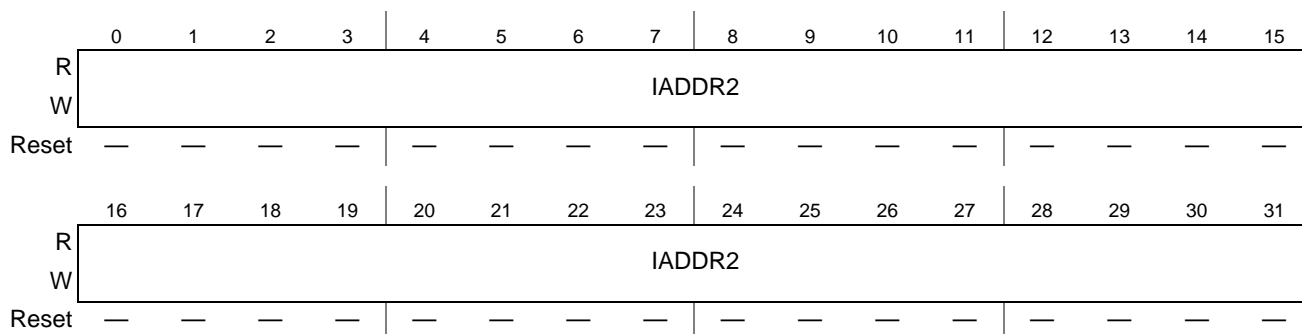 0 1 2 3 4 5 6 7 8 9 10 11 12 13 14 15
R
IADDR2
W
Reset — — — — — — — — — — — — — — — —
16 17 18 19 20 21 22 23 24 25 26 27 28 29 30 31
R
IADDR2
W
Reset — — — — — — — — — — — — — — — —